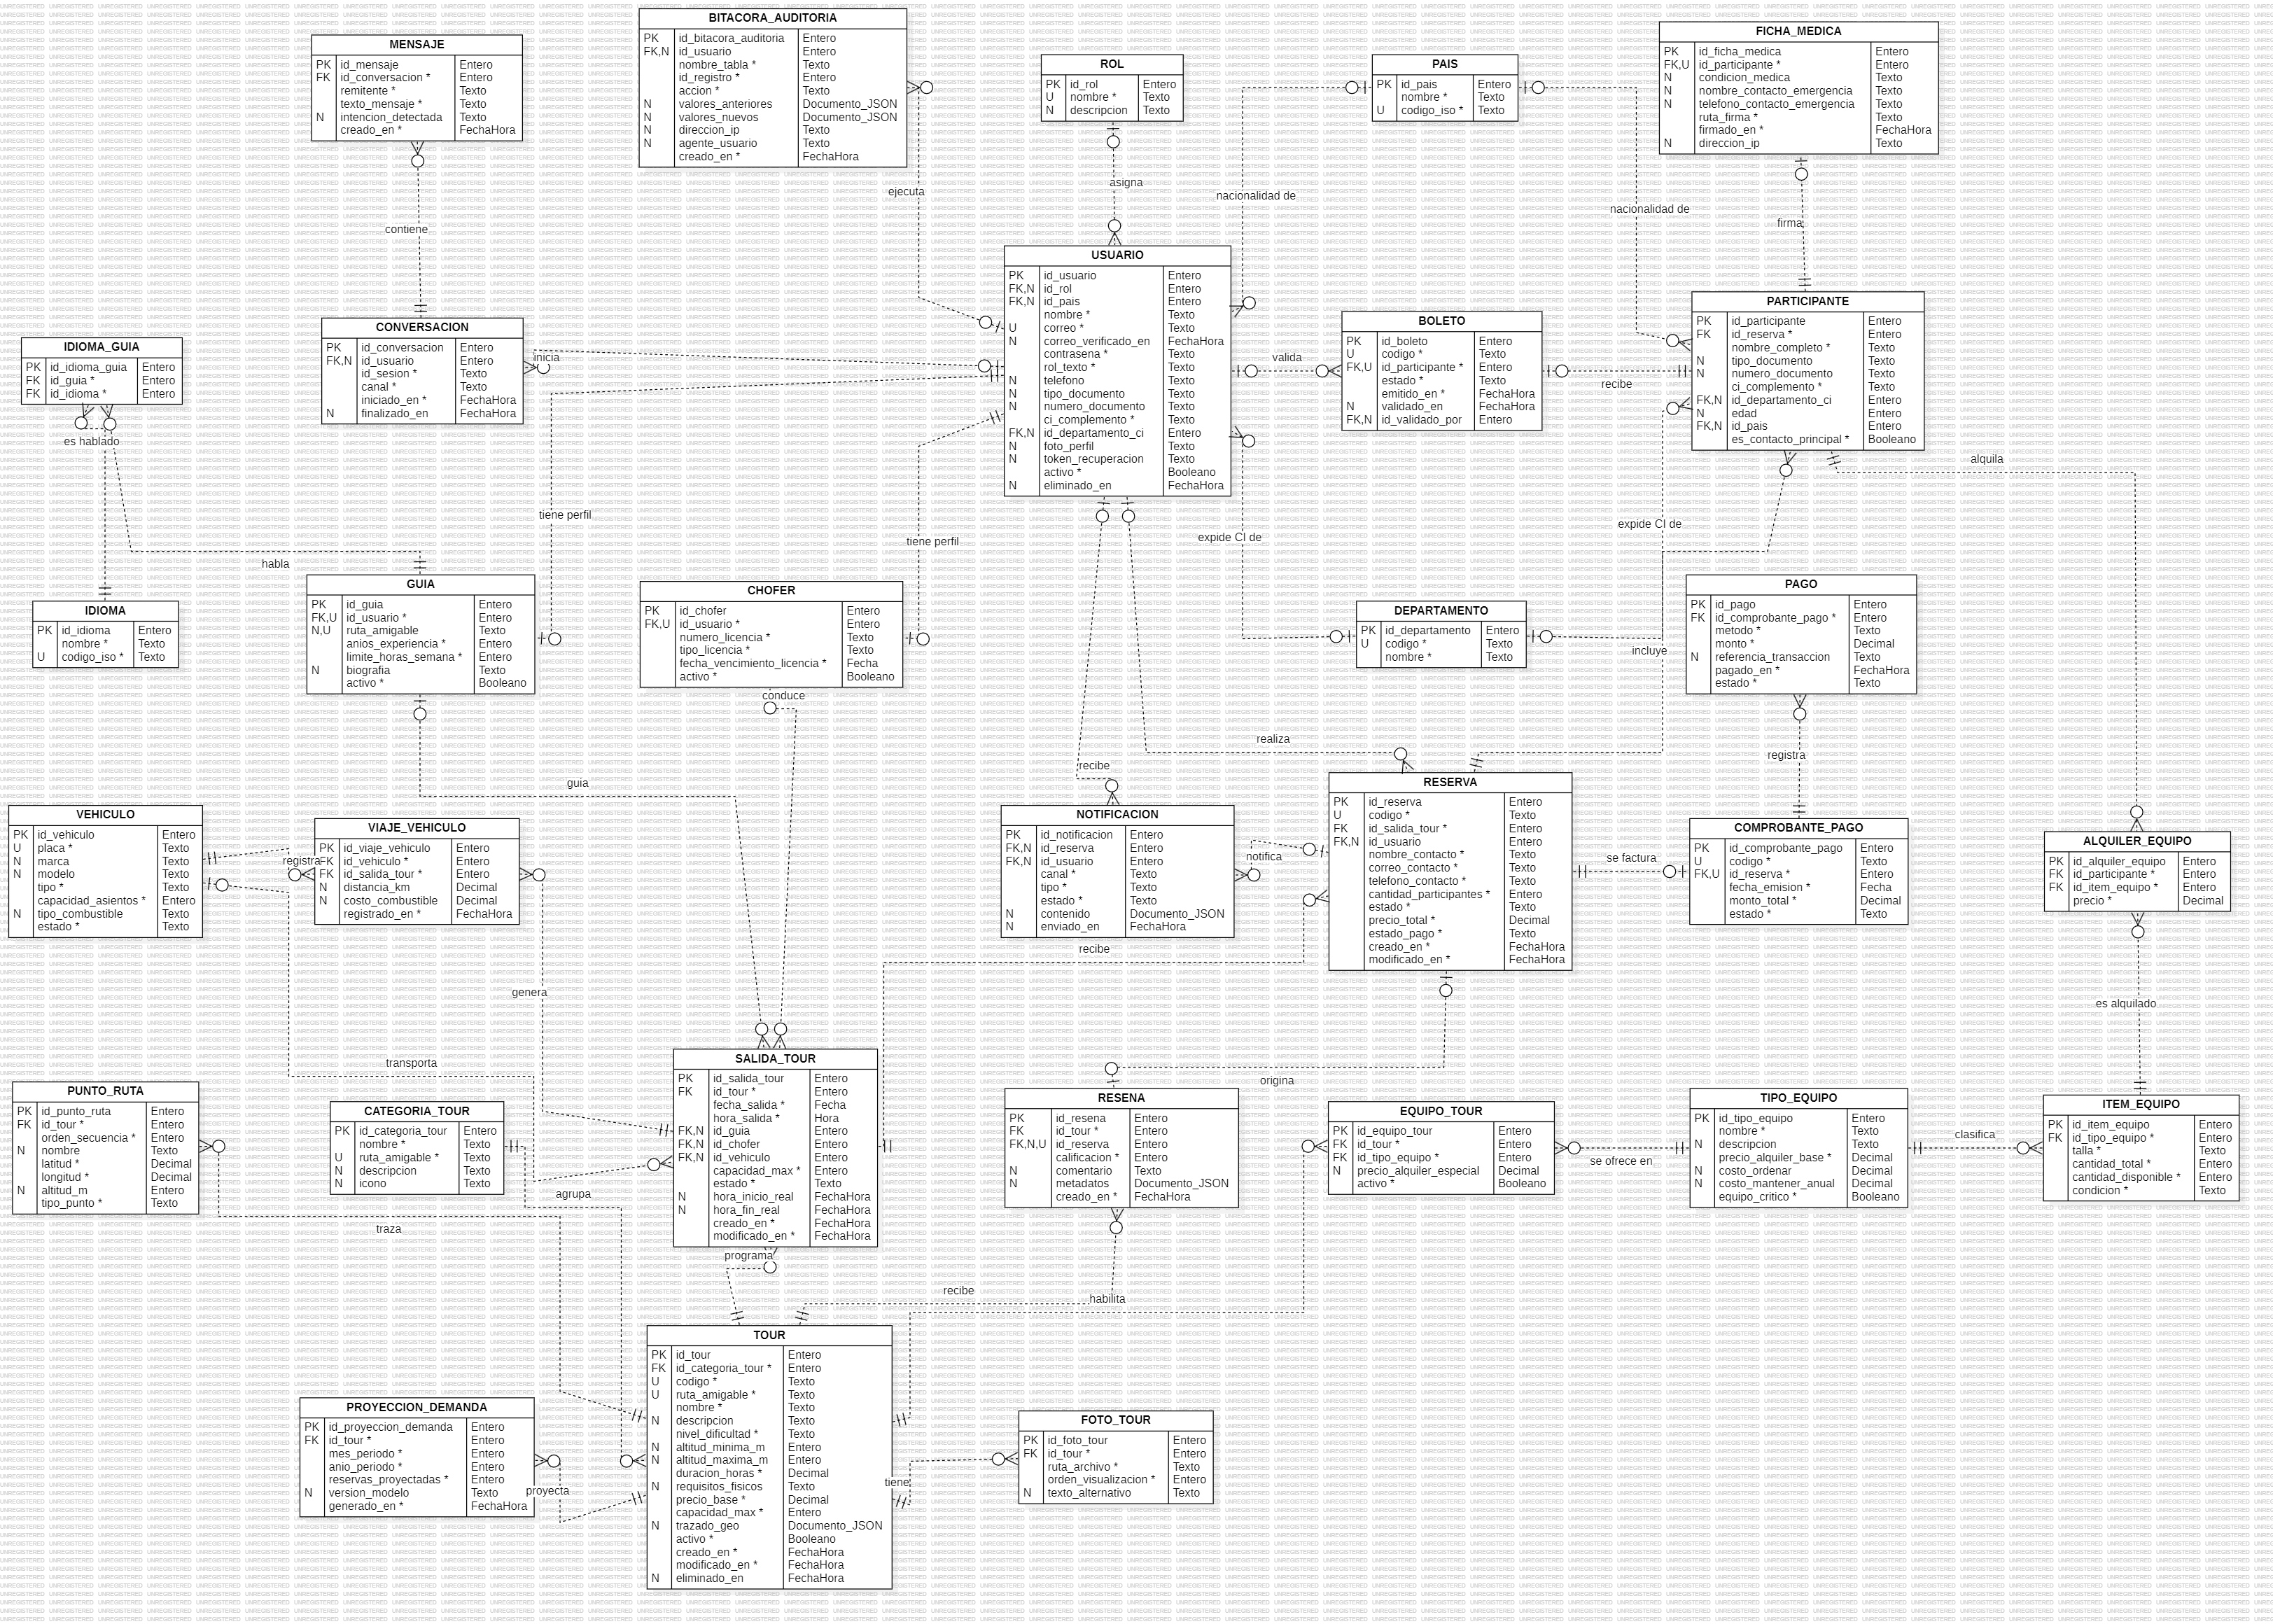 MENSAJE
PK id_mensaje Entero
FK id_conversacion * Entero
remitente * Texto
texto_mensaje * Texto
N intencion_detectada Texto
creado_en * FechaHora
BITACORA_AUDITORIA
PK id_bitacora_auditoria Entero
FK,N id_usuario Entero
nombre_tabla * Texto
id_registro * Entero
accion * Texto
N valores_anteriores Documento_JSON
N valores_nuevos Documento_JSON
N direccion_ip Texto
N agente_usuario Texto
creado_en * FechaHora
ROL
PK id_rol Entero
U nombre * Texto
N descripcion Texto
PAIS
PK id_pais Entero
nombre * Texto
U codigo_iso * Texto
FICHA_MEDICA
PK id_ficha_medica Entero
FK,U id_participante * Entero
N condicion_medica Texto
N nombre_contacto_emergencia Texto
N telefono_contacto_emergencia Texto
ruta_firma * Texto
firmado_en * FechaHora
N direccion_ip Texto
contiene
ejecuta
asigna
nacionalidad de
nacionalidad de
firma
IDIOMA_GUIA
PK id_idioma_guia Entero
FK id_guia * Entero
FK id_idioma * Entero
CONVERSACION
PK id_conversacion Entero
FK,N id_usuario Entero
id_sesion * Texto
canal * Texto
iniciado_en * FechaHora
N finalizado_en FechaHora
inicia
USUARIO
PK id_usuario Entero
FK,N id_rol Entero
FK,N id_pais Entero
nombre * Texto
U correo * Texto
N correo_verificado_en FechaHora
contrasena * Texto
rol_texto * Texto
N telefono Texto
N tipo_documento Texto
N numero_documento Texto
ci_complemento * Texto
FK,N id_departamento_ci Entero
N foto_perfil Texto
N token_recuperacion Texto
activo * Booleano
N eliminado_en FechaHora
valida
BOLETO
PK id_boleto Entero
U codigo * Texto
FK,U id_participante * Entero
estado * Texto
emitido_en * FechaHora
N validado_en FechaHora
FK,N id_validado_por Entero
recibe
PARTICIPANTE
PK id_participante Entero
FK id_reserva * Entero
nombre_completo * Texto
N tipo_documento Texto
N numero_documento Texto
ci_complemento * Texto
FK,N id_departamento_ci Entero
N edad Entero
FK,N id_pais Entero
es_contacto_principal * Booleano
es hablado
alquila
tiene perfil
tiene perfil
expide CI de
expide CI de
habla
IDIOMA
PK id_idioma Entero
nombre * Texto
U codigo_iso * Texto
GUIA
PK id_guia Entero
FK,U id_usuario * Entero
N,U ruta_amigable Texto
anios_experiencia * Entero
limite_horas_semana * Entero
N biografia Texto
activo * Booleano
CHOFER
PK id_chofer Entero
FK,U id_usuario * Entero
numero_licencia * Texto
tipo_licencia * Texto
fecha_vencimiento_licencia * Fecha
activo * Booleano
conduce
DEPARTAMENTO
PK id_departamento Entero
U codigo * Texto
nombre * Texto
incluye
PAGO
PK id_pago Entero
FK id_comprobante_pago * Entero
metodo * Texto
monto * Decimal
N referencia_transaccion Texto
pagado_en * FechaHora
estado * Texto
guia
recibe
realiza
registra
VEHICULO
PK id_vehiculo Entero
U placa * Texto
N marca Texto
N modelo Texto
tipo * Texto
capacidad_asientos * Entero
N tipo_combustible Texto
estado * Texto
registra
VIAJE_VEHICULO
PK id_viaje_vehiculo Entero
FK id_vehiculo * Entero
FK id_salida_tour * Entero
N distancia_km Decimal
N costo_combustible Decimal
registrado_en * FechaHora
NOTIFICACION
PK id_notificacion Entero
FK,N id_reserva Entero
FK,N id_usuario Entero
canal * Texto
tipo * Texto
estado * Texto
N contenido Documento_JSON
N enviado_en FechaHora
notifica
RESERVA
PK id_reserva Entero
U codigo * Texto
FK id_salida_tour * Entero
FK,N id_usuario Entero
nombre_contacto * Texto
correo_contacto * Texto
telefono_contacto * Texto
cantidad_participantes * Entero
estado * Texto
precio_total * Decimal
estado_pago * Texto
creado_en * FechaHora
modificado_en * FechaHora
se factura
COMPROBANTE_PAGO
PK id_comprobante_pago Entero
U codigo * Texto
FK,U id_reserva * Entero
fecha_emision * Fecha
monto_total * Decimal
estado * Texto
ALQUILER_EQUIPO
PK id_alquiler_equipo Entero
FK id_participante * Entero
FK id_item_equipo * Entero
precio * Decimal
recibe
genera
es alquilado
transporta
origina
PUNTO_RUTA
PK id_punto_ruta Entero
FK id_tour * Entero
orden_secuencia * Entero
N nombre Texto
latitud * Decimal
longitud * Decimal
N altitud_m Entero
tipo_punto * Texto
CATEGORIA_TOUR
PK id_categoria_tour Entero
nombre * Texto
U ruta_amigable * Texto
N descripcion Texto
N icono Texto
agrupa
SALIDA_TOUR
PK id_salida_tour Entero
FK id_tour * Entero
fecha_salida * Fecha
hora_salida * Hora
FK,N id_guia Entero
FK,N id_chofer Entero
FK,N id_vehiculo Entero
capacidad_max * Entero
estado * Texto
N hora_inicio_real FechaHora
N hora_fin_real FechaHora
creado_en * FechaHora
modificado_en * FechaHora
RESENA
PK id_resena Entero
FK id_tour * Entero
FK,N,U id_reserva Entero
calificacion * Entero
N comentario Texto
N metadatos Documento_JSON
creado_en * FechaHora
EQUIPO_TOUR
PK id_equipo_tour Entero
FK id_tour * Entero
FK id_tipo_equipo * Entero
N precio_alquiler_especial Decimal
activo * Booleano
se ofrece en
TIPO_EQUIPO
PK id_tipo_equipo Entero
nombre * Texto
N descripcion Texto
precio_alquiler_base * Decimal
N costo_ordenar Decimal
N costo_mantener_anual Decimal
equipo_critico * Booleano
clasifica
ITEM_EQUIPO
PK id_item_equipo Entero
FK id_tipo_equipo * Entero
talla * Texto
cantidad_total * Entero
cantidad_disponible * Entero
condicion * Texto
traza
programa
recibe
habilita
TOUR
PK id_tour Entero
FK id_categoria_tour * Entero
U codigo * Texto
U ruta_amigable * Texto
nombre * Texto
N descripcion Texto
nivel_dificultad * Texto
N altitud_minima_m Entero
N altitud_maxima_m Entero
duracion_horas * Decimal
N requisitos_fisicos Texto
precio_base * Decimal
capacidad_max * Entero
N trazado_geo Documento_JSON
activo * Booleano
creado_en * FechaHora
modificado_en * FechaHora
N eliminado_en FechaHora
PROYECCION_DEMANDA
PK id_proyeccion_demanda Entero
FK id_tour * Entero
mes_periodo * Entero
anio_periodo * Entero
reservas_proyectadas * Entero
N version_modelo Texto
generado_en * FechaHora
proyecta
tiene
FOTO_TOUR
PK id_foto_tour Entero
FK id_tour * Entero
ruta_archivo * Texto
orden_visualizacion * Entero
N texto_alternativo Texto
UNREGISTERED